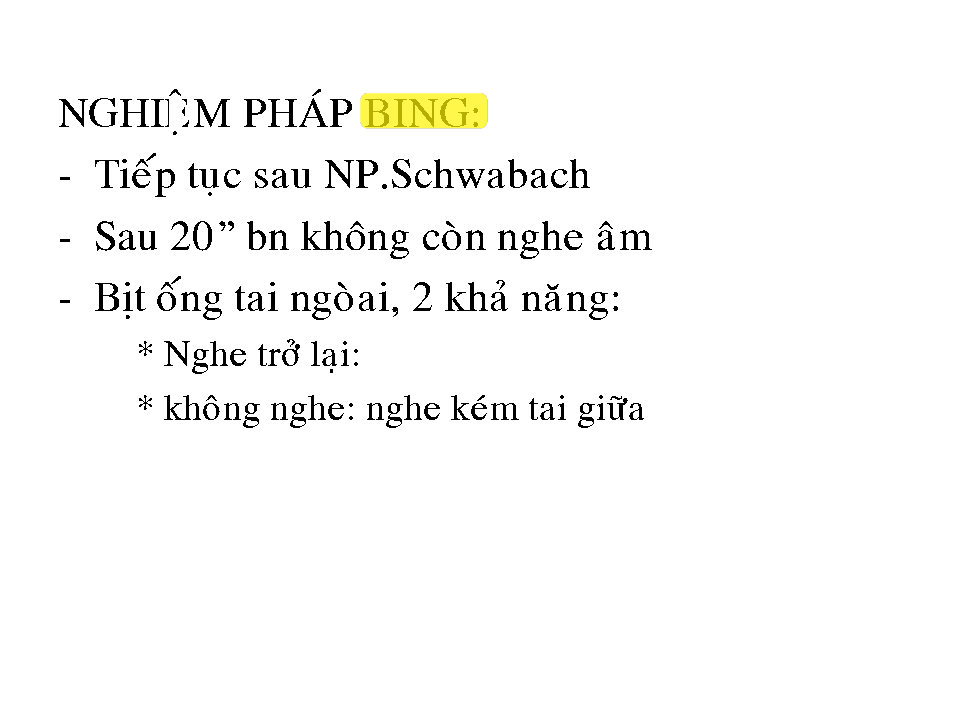 NGHIỆM PHÁP BING:
- Tiếp tục sau NP.Schwabach
- Sau 20” bn không còn nghe âm
- Bịt ống tai ngòai, 2 khả năng:
* Nghe trở lại:
* không nghe: nghe kém tai giữa